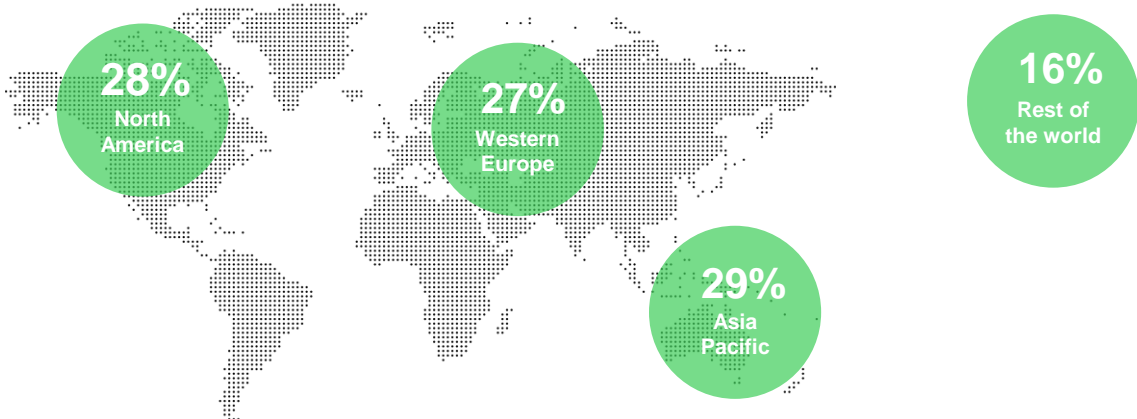 28%
North
America
27%
Western
Europe
16%
Rest of
the world
29%
Asia
Pacific